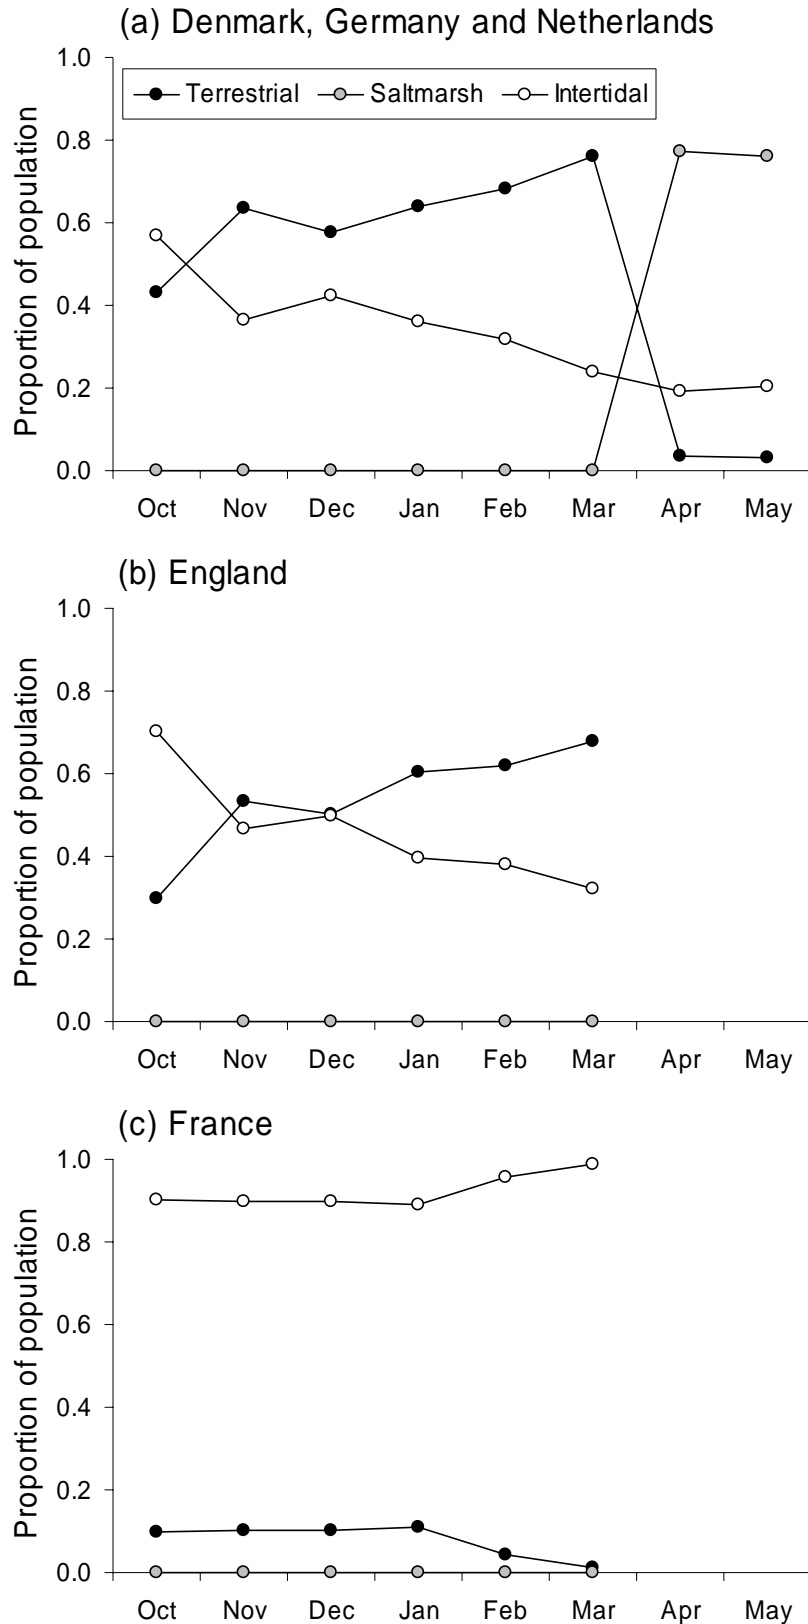 (a) Denmark, Germany and Netherlands
1.0
Terrestrial Saltmarsh Intertidal
0.8
0.6
0.4
0.2
0.0
Proportion of population
Oct Nov Dec Jan Feb Mar Apr May
(b) England
1.0
0.8
0.6
0.4
0.2
0.0
Proportion of population
Oct Nov Dec Jan Feb Mar Apr May
(c) France
1.0
0.8
0.6
0.4
0.2
0.0
Proportion of population
Oct Nov Dec Jan Feb Mar Apr May